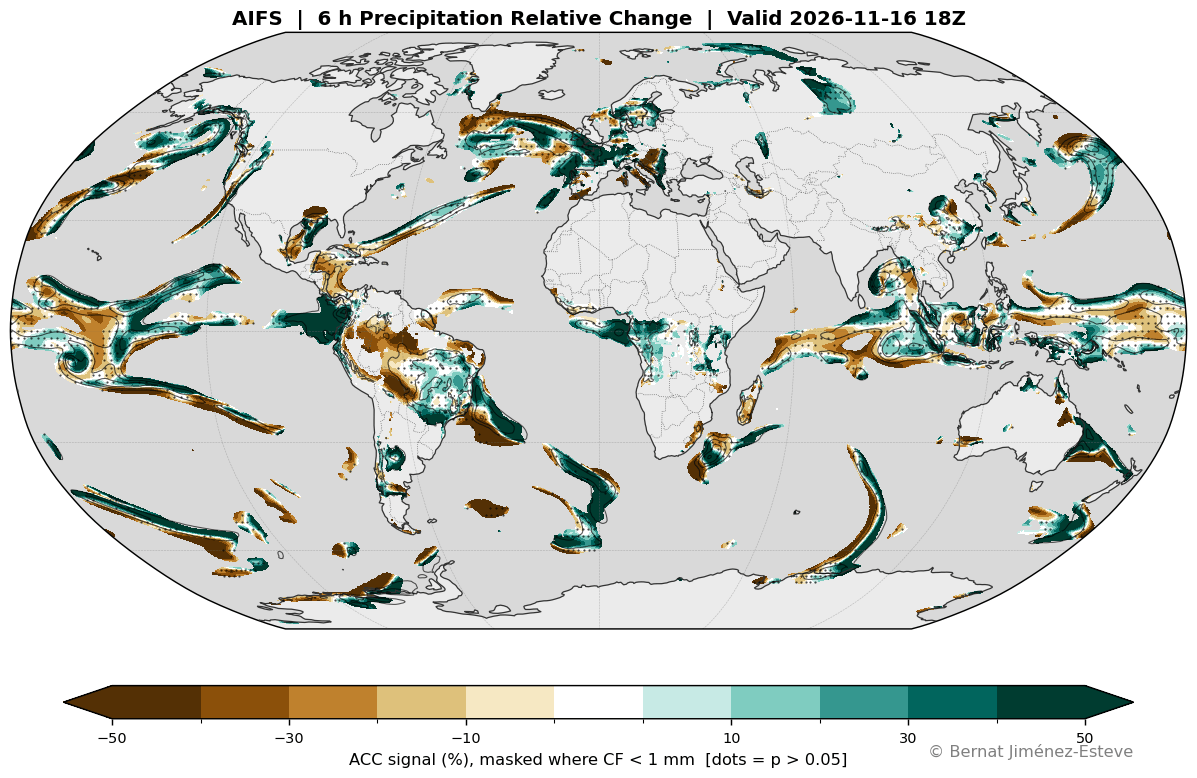 AIFS  |  6 h Precipitation Relative Change  |  Valid 2026-11-16 18Z
−50 −30 −10 10 30 50
© Bernat Jiménez-Esteve
ACC signal (%), masked where CF < 1 mm  [dots = p > 0.05]